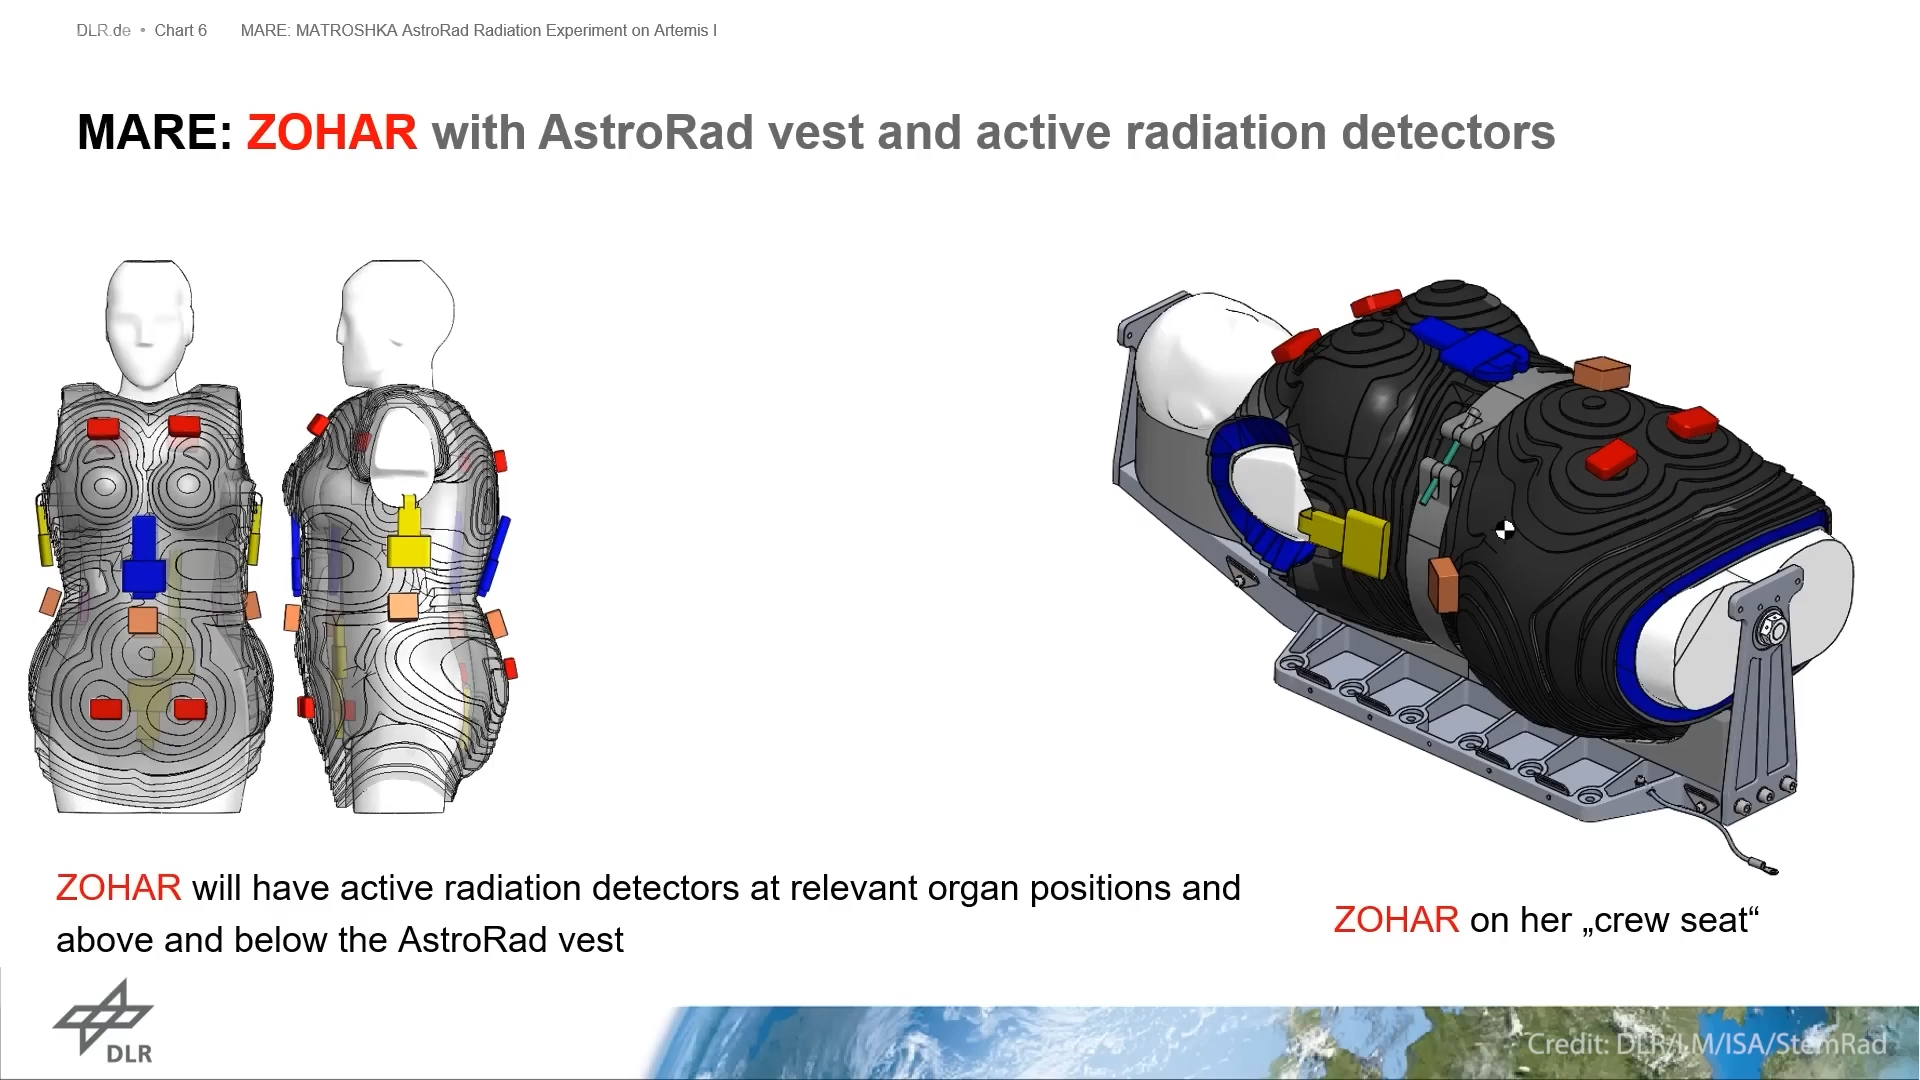 DLR.de • Chart 6 MARE: MATROSHKA AstroRad Radiation Experiment on Artemis I
MARE: ZOHAR with AstroRad vest and active radiation detectors
ZOHAR will have active radiation detectors at relevant organ positions and
above and below the AstroRad vest
ZOHAR on her „crew seat“
DLR
Credit: DLR/LM/ISA/StemRad